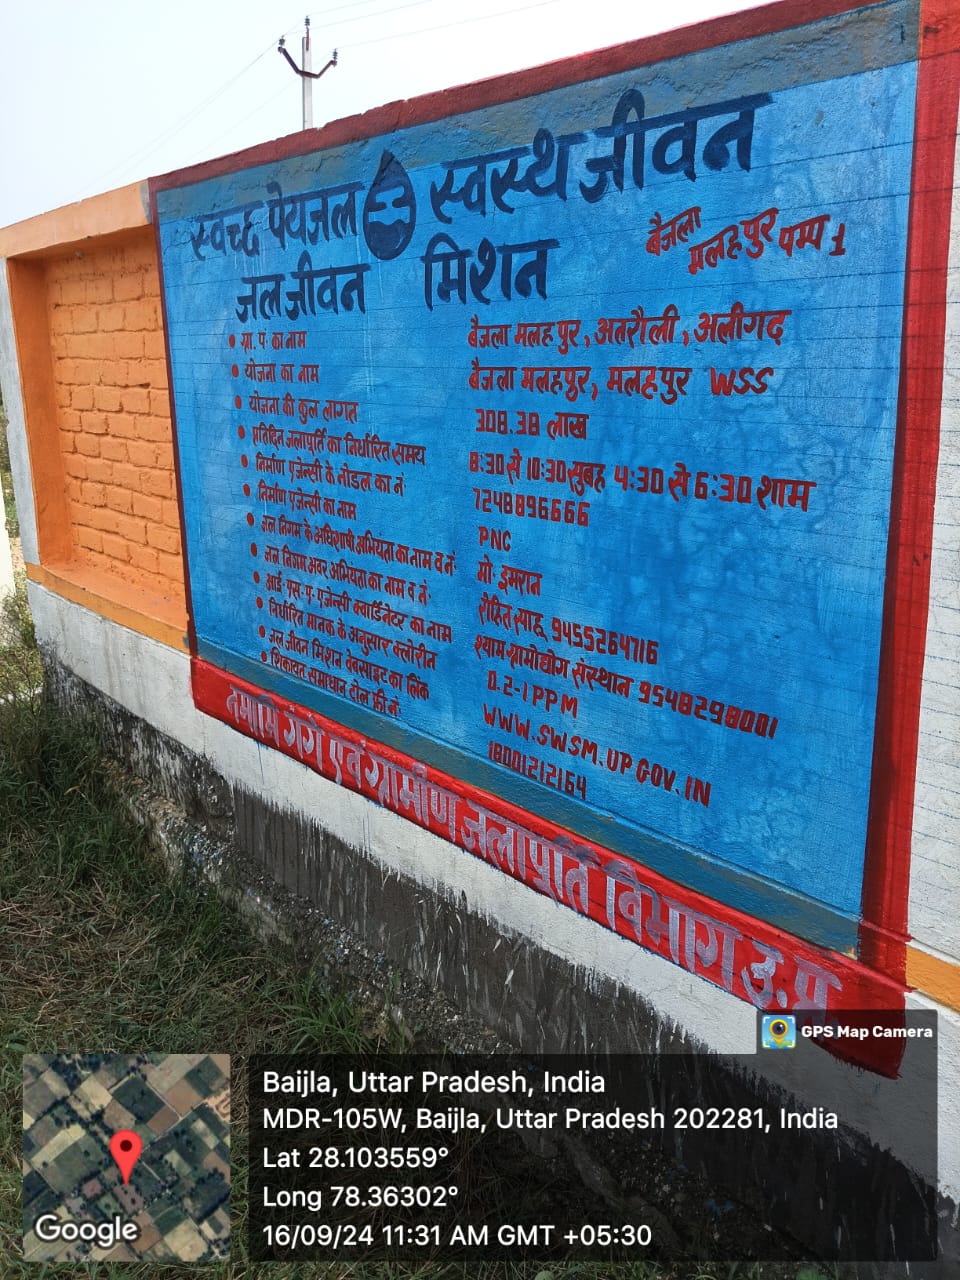 स्वच्छ पेयजल स्वस्थ जीवन
जल जीवन मिशन
बैजला
मलहपुर पम्प 1
ग्रा. पं. का नाम बैजला मलहपुर, अतरौली, अलीगढ
योजना का नाम बैजला मलहपुर, मलहपुर WSS
योजना की कुल लागत 308.38 लाख
प्रतिदिन जलापूर्ति का निर्धारित समय 8:30 से 10:30 सुबह 4:30 से 6:30 शाम
निर्माण एजेन्सी के नोडल का नं. 7248896666
निर्माण एजेन्सी का नाम PNC
जल निगम के अधिशाषी अभियंता का नाम व नं. मो. इमरान
जल निगम अवर अभियंता का नाम व नं. रोहित साहू 9455264716
आई. एस. ए. एजेन्सी क्वार्डिनेटर का नाम श्याम ग्रामोद्योग संस्थान 9548298001
निर्धारित मानक के अनुसार क्लोरीन 0.2-1 PPM
जल जीवन मिशन वेबसाइट का लिंक WWW.SWSM.UP GOV.IN
शिकायत समाधान टोल फ्री नं. 18001212164
नमामि गंगे एवं ग्रामीण जलापूर्ति विभाग उ.प्र.
GPS Map Camera
Baijla, Uttar Pradesh, India
MDR-105W, Baijla, Uttar Pradesh 202281, India
Lat 28.103559°
Long 78.36302°
16/09/24 11:31 AM GMT +05:30
Google